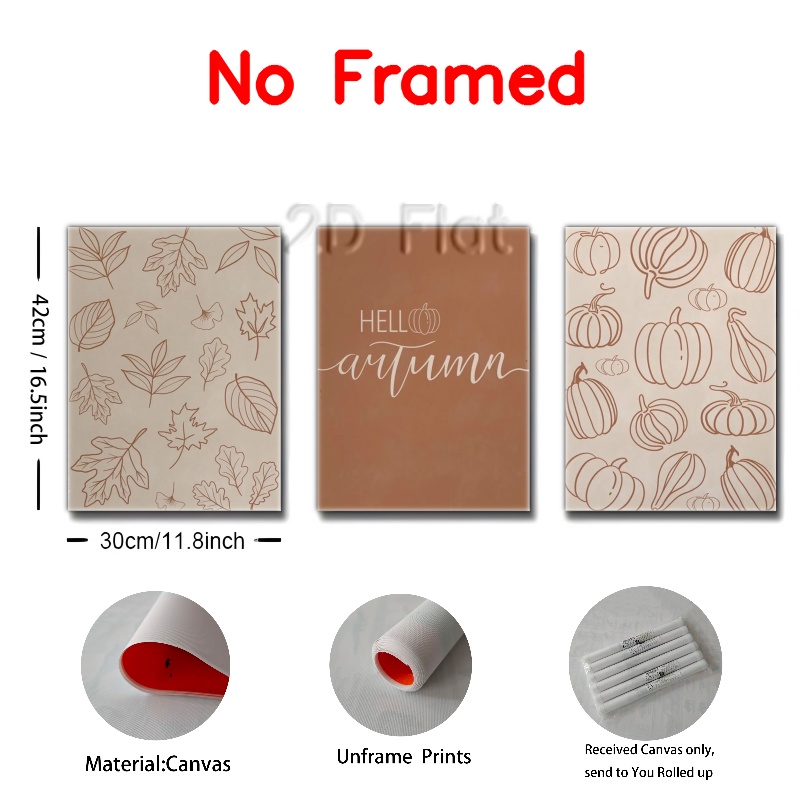 No Framed
2D Flat
HELLO
autumn
42cm / 16.5inch
30cm/11.8inch
Material:Canvas
Unframe Prints
Received Canvas only,
send to You Rolled up